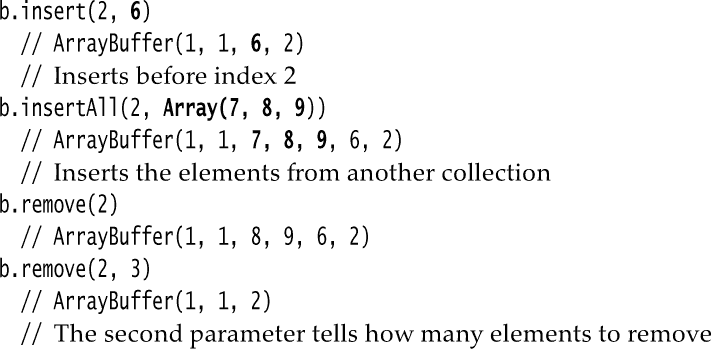 b.insert(2, 6)
// ArrayBuffer(1, 1, 6, 2)
// Inserts before index 2
b.insertAll(2, Array(7, 8, 9))
// ArrayBuffer(1, 1, 7, 8, 9, 6, 2)
// Inserts the elements from another collection
b.remove(2)
// ArrayBuffer(1, 1, 8, 9, 6, 2)
b.remove(2, 3)
// ArrayBuffer(1, 1, 2)
// The second parameter tells how many elements to remove